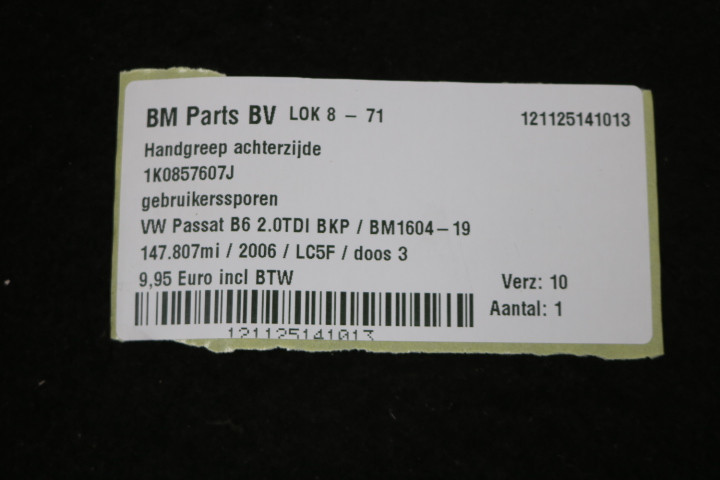 BM Parts BV LOK 8 - 71 121125141013
Handgreep achterzijde
1K0857607J
gebruikerssporen
VW Passat B6 2.0TDI BKP / BM1604-19
147.807mi / 2006 / LC5F / doos 3
9,95 Euro incl BTW
Verz: 10
Aantal: 1
121125141013